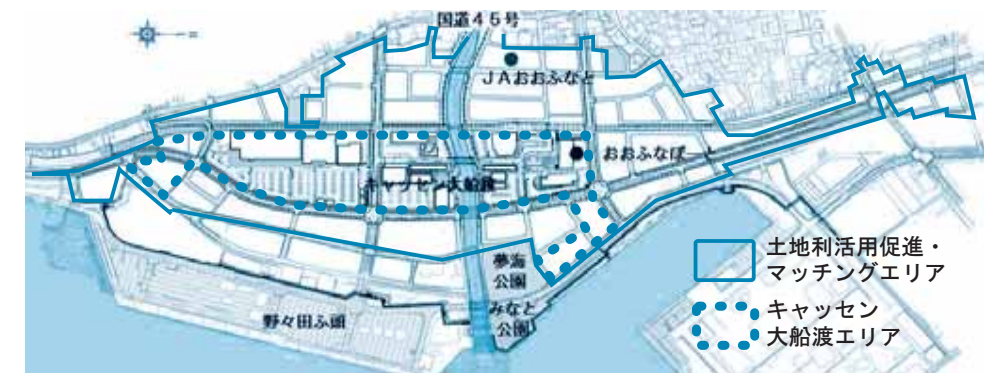 国道45号
JAおおふなと
おおふなぽーと
キャッセン大船渡
夢海
公園
みなと
公園
野々田ふ頭
土地利活用促進・
マッチングエリア
キャッセン
大船渡エリア